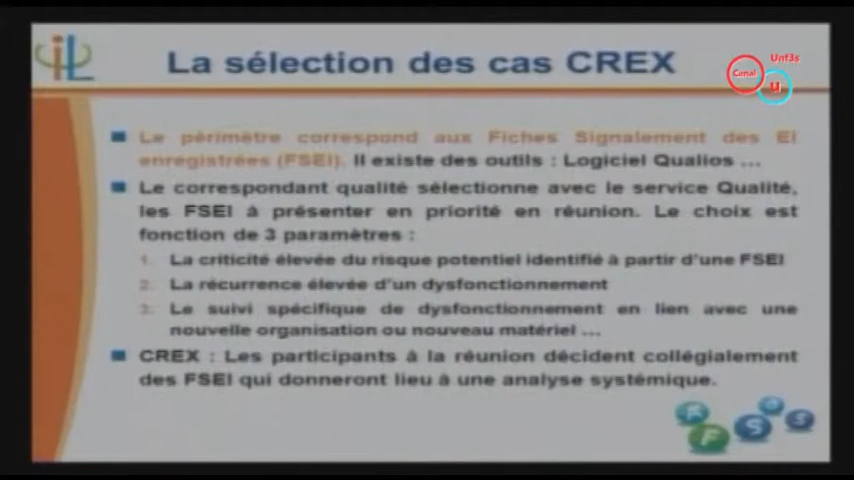 iL
La sélection des cas CREX
Canal
Unf3s
u
Le périmètre correspond aux Fiches Signalement des EI
enregistrées (FSEI). Il existe des outils : Logiciel Qualios ...
Le correspondant qualité sélectionne avec le service Qualité,
les FSEI à présenter en priorité en réunion. Le choix est
fonction de 3 paramètres :
1. La criticité élevée du risque potentiel identifié à partir d'une FSEI
2. La récurrence élevée d'un dysfonctionnement
3. Le suivi spécifique de dysfonctionnement en lien avec une
nouvelle organisation ou nouveau matériel ...
CREX : Les participants à la réunion décident collégialement
des FSEI qui donneront lieu à une analyse systémique.
F S